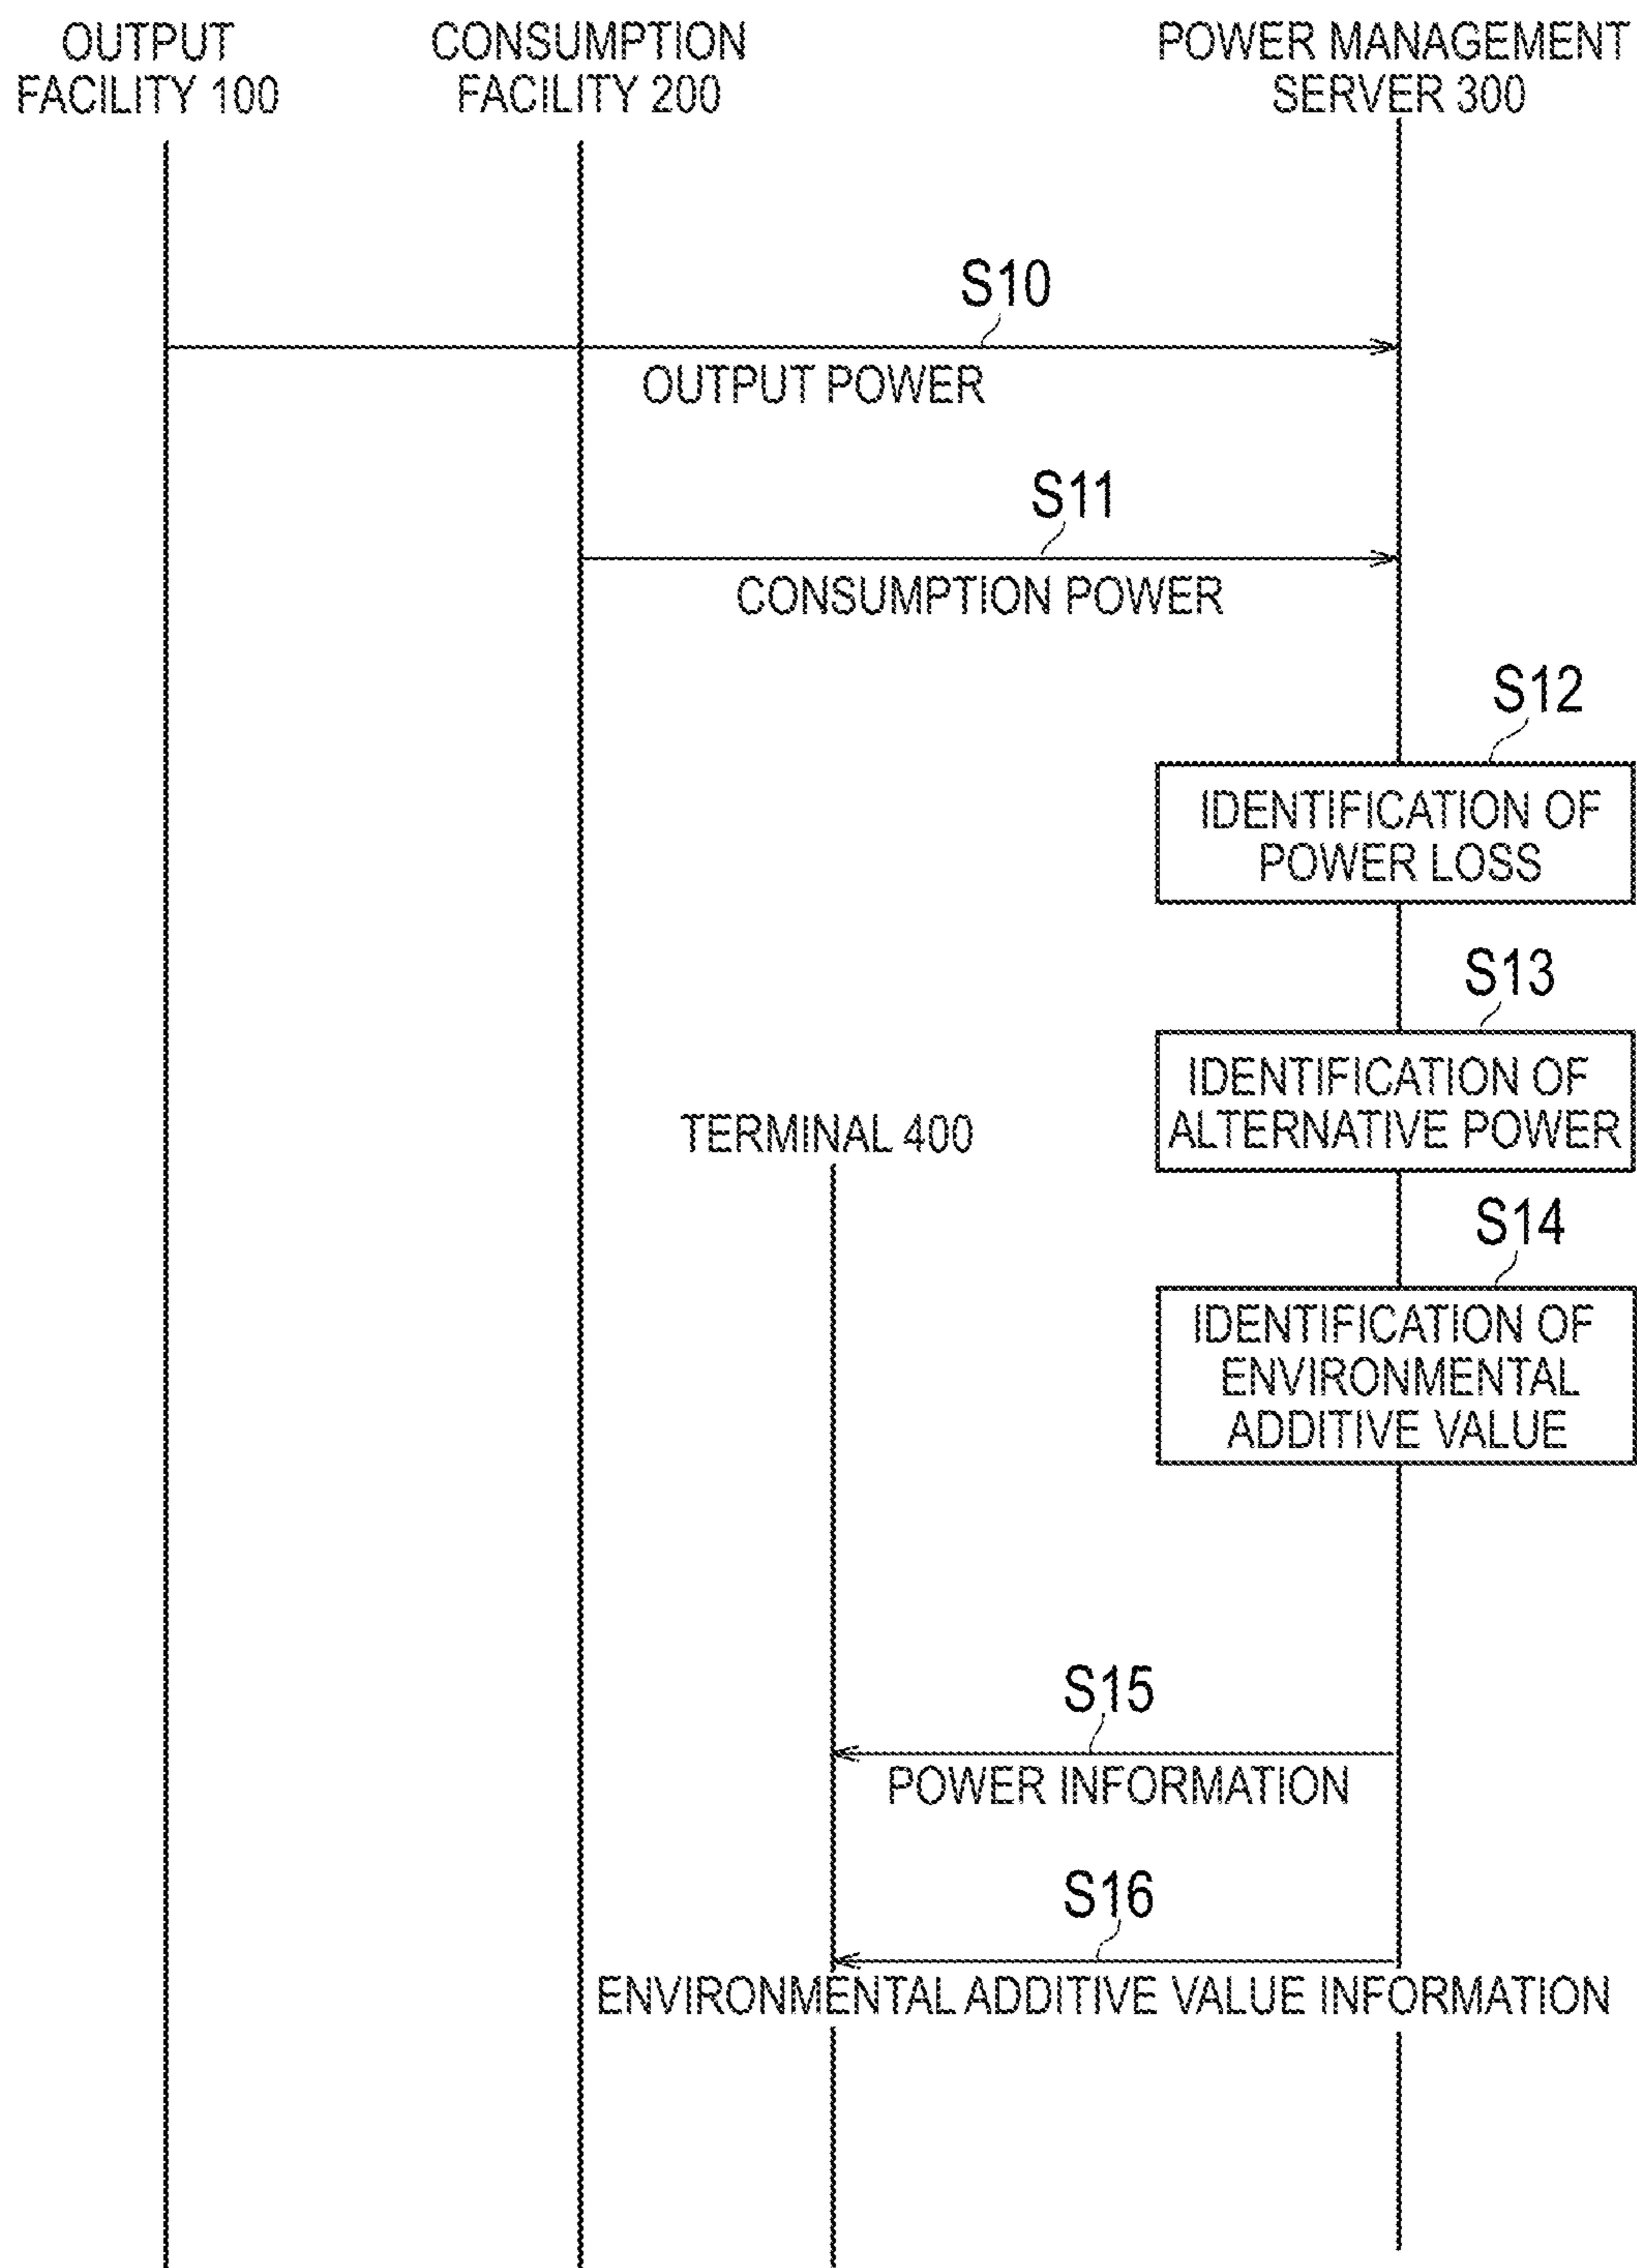 OUTPUT
FACILITY 100
CONSUMPTION
FACILITY 200
POWER MANAGEMENT
SERVER 300
S10
OUTPUT POWER
S11
CONSUMPTION POWER
S12
IDENTIFICATION OF
POWER LOSS
S13
IDENTIFICATION OF
ALTERNATIVE POWER
TERMINAL 400
S14
IDENTIFICATION OF
ENVIRONMENTAL
ADDITIVE VALUE
S15
POWER INFORMATION
S16
ENVIRONMENTAL ADDITIVE VALUE INFORMATION